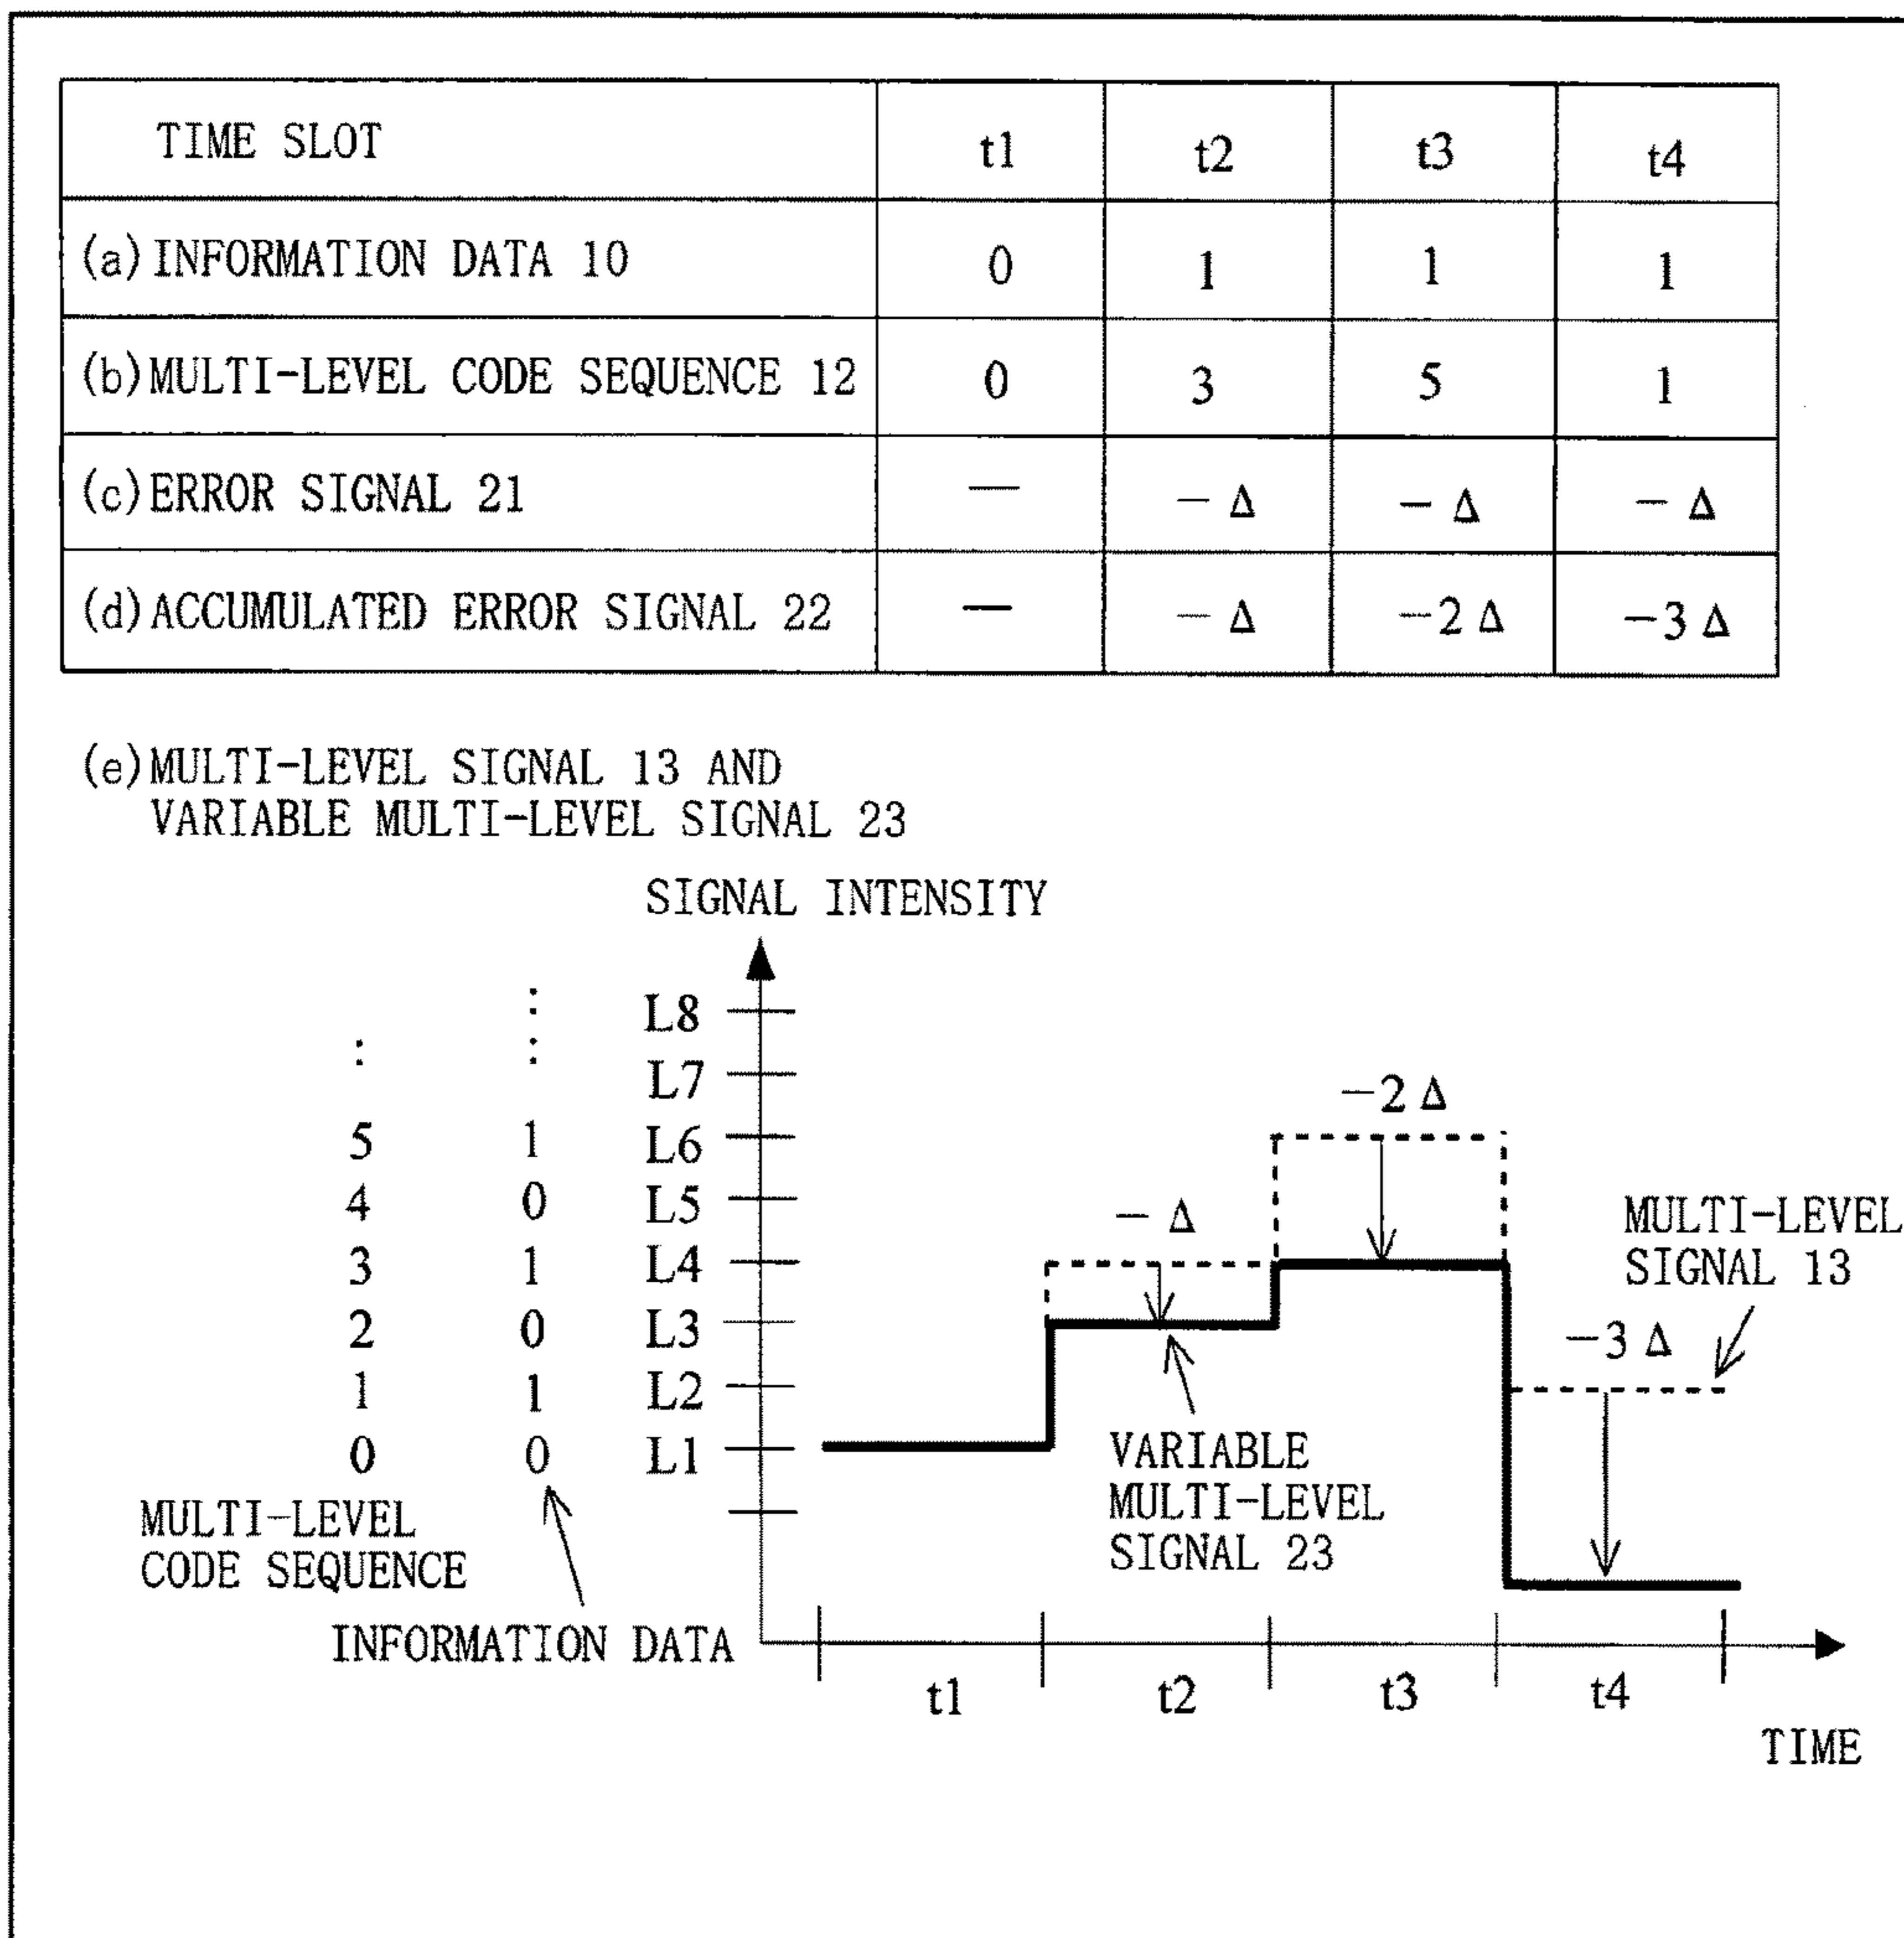 TIME SLOT t1 t2 t3 t4
(a) INFORMATION DATA 10 0 1 1 1
(b) MULTI-LEVEL CODE SEQUENCE 12 0 3 5 1
(c) ERROR SIGNAL 21 — −Δ −Δ −Δ
(d) ACCUMULATED ERROR SIGNAL 22 — −Δ −2Δ −3Δ
(e) MULTI-LEVEL SIGNAL 13 AND
VARIABLE MULTI-LEVEL SIGNAL 23
SIGNAL INTENSITY
: : L8
: L7
5 1 L6
4 0 L5
3 1 L4
2 0 L3
1 1 L2
0 0 L1
MULTI-LEVEL
CODE SEQUENCE
INFORMATION DATA
−Δ
−2Δ
−3Δ
MULTI-LEVEL
SIGNAL 13
VARIABLE
MULTI-LEVEL
SIGNAL 23
t1 t2 t3 t4
TIME